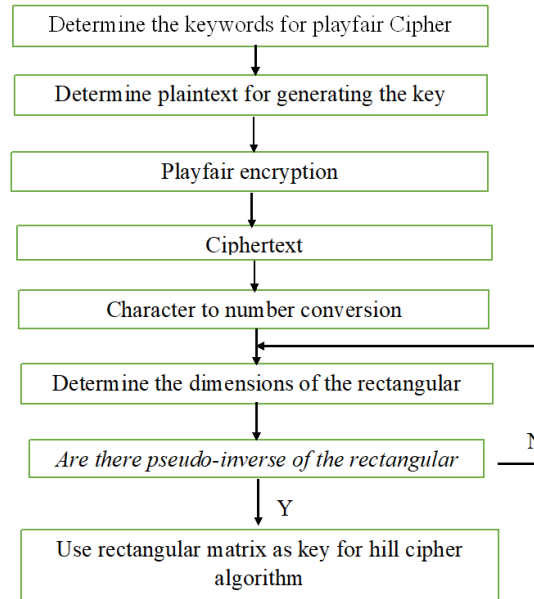 Determine the keywords for playfair Cipher
Determine plaintext for generating the key
Playfair encryption
Ciphertext
Character to number conversion
Determine the dimensions of the rectangular
Are there pseudo-inverse of the rectangular
N
Y
Use rectangular matrix as key for hill cipher
algorithm